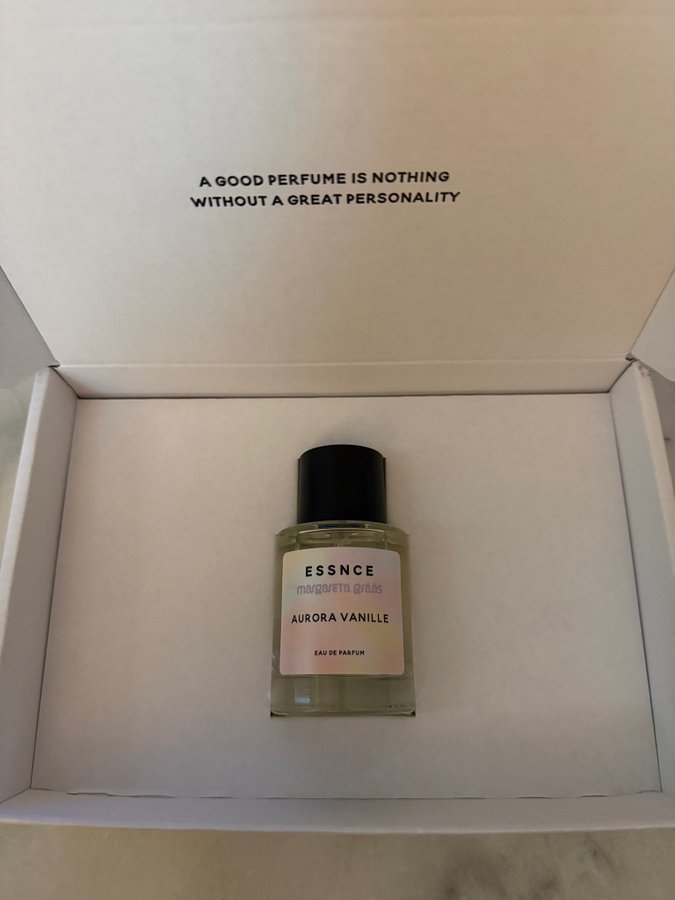 A GOOD PERFUME IS NOTHING
WITHOUT A GREAT PERSONALITY
ESSNCE
margareta grååS
AURORA VANILLE
EAU DE PARFUM